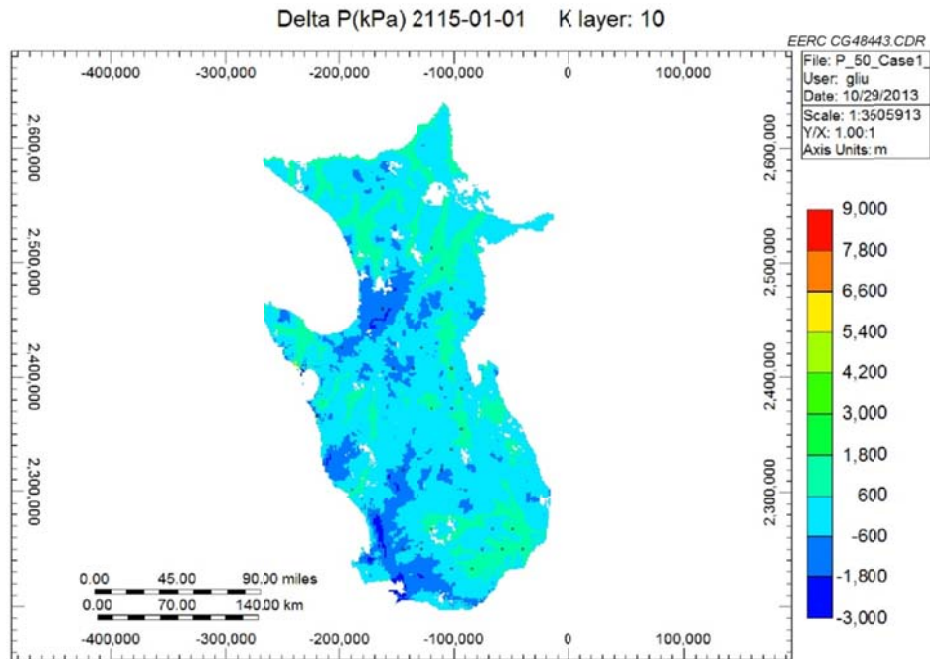 Delta P(kPa) 2115-01-01 K layer: 10
EERC CG48443.CDR
File: P_50_Case1_
User: gliu
Date: 10/29/2013
Scale: 1:3605913
Y/X: 1.00:1
Axis Units: m
-400,000 -300,000 -200,000 -100,000 0 100,000
2,600,000 2,600,000
2,500,000 2,500,000
2,400,000 2,400,000
2,300,000 2,300,000
9,000
7,800
6,600
5,400
4,200
3,000
1,800
600
-600
-1,800
-3,000
0.00 45.00 90.00 miles
0.00 70.00 140.00 km
-400,000 -300,000 -200,000 -100,000 0 100,000